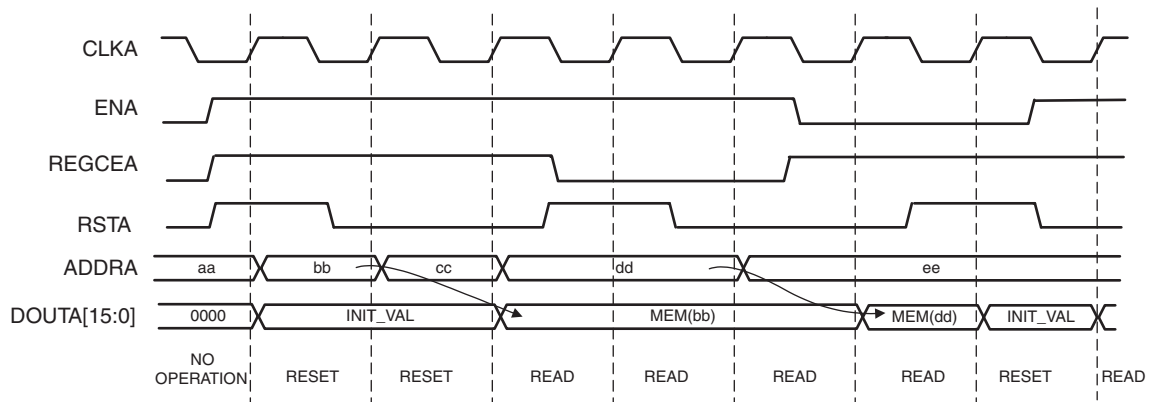 CLKA
ENA
REGCEA
RSTA
ADDRA aa bb cc dd ee
DOUTA[15:0] 0000 INIT_VAL MEM(bb) MEM(dd) INIT_VAL
NO
OPERATION RESET RESET READ READ READ READ RESET READ